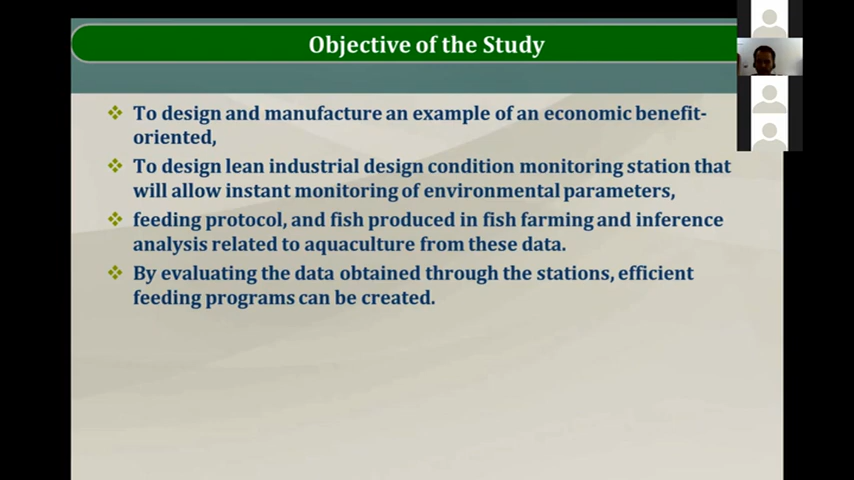 Objective of the Study
To design and manufacture an example of an economic benefit-
oriented,
To design lean industrial design condition monitoring station that
will allow instant monitoring of environmental parameters,
feeding protocol, and fish produced in fish farming and inference
analysis related to aquaculture from these data.
By evaluating the data obtained through the stations, efficient
feeding programs can be created.